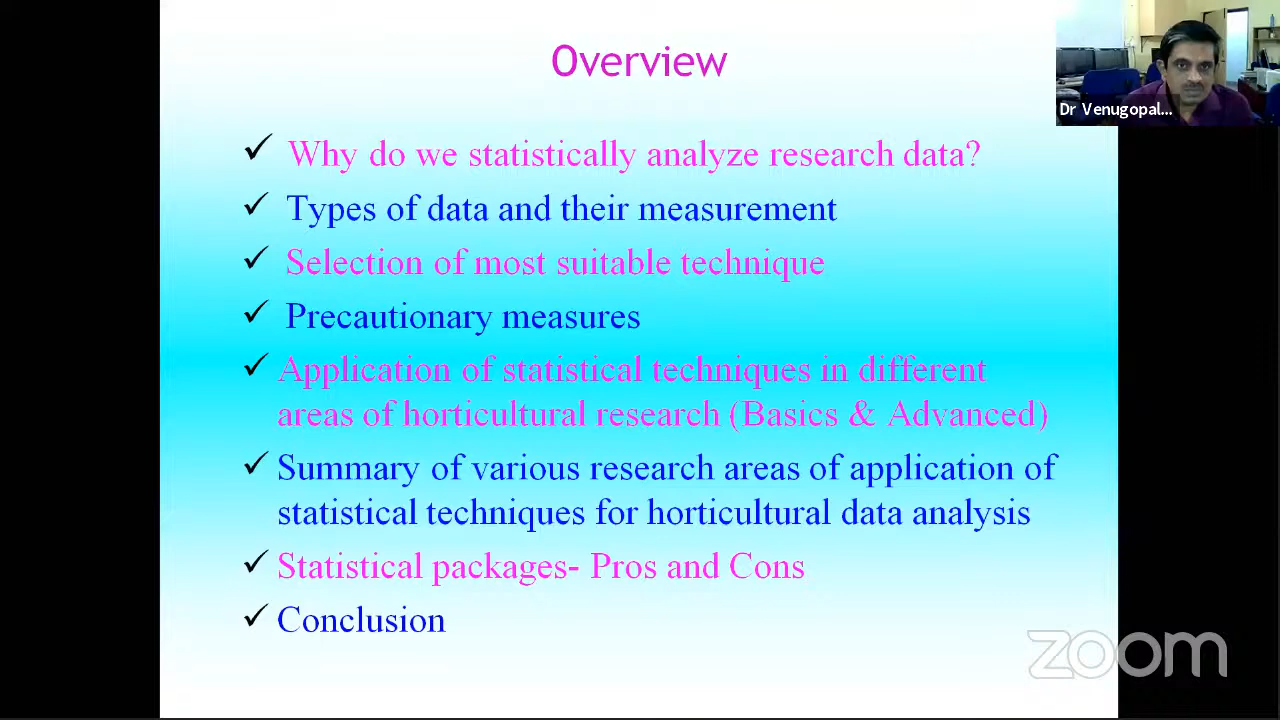 Overview
Dr Venugopal...
Why do we statistically analyze research data?
Types of data and their measurement
Selection of most suitable technique
Precautionary measures
Application of statistical techniques in different
areas of horticultural research (Basics & Advanced)
Summary of various research areas of application of
statistical techniques for horticultural data analysis
Statistical packages- Pros and Cons
Conclusion
zoom